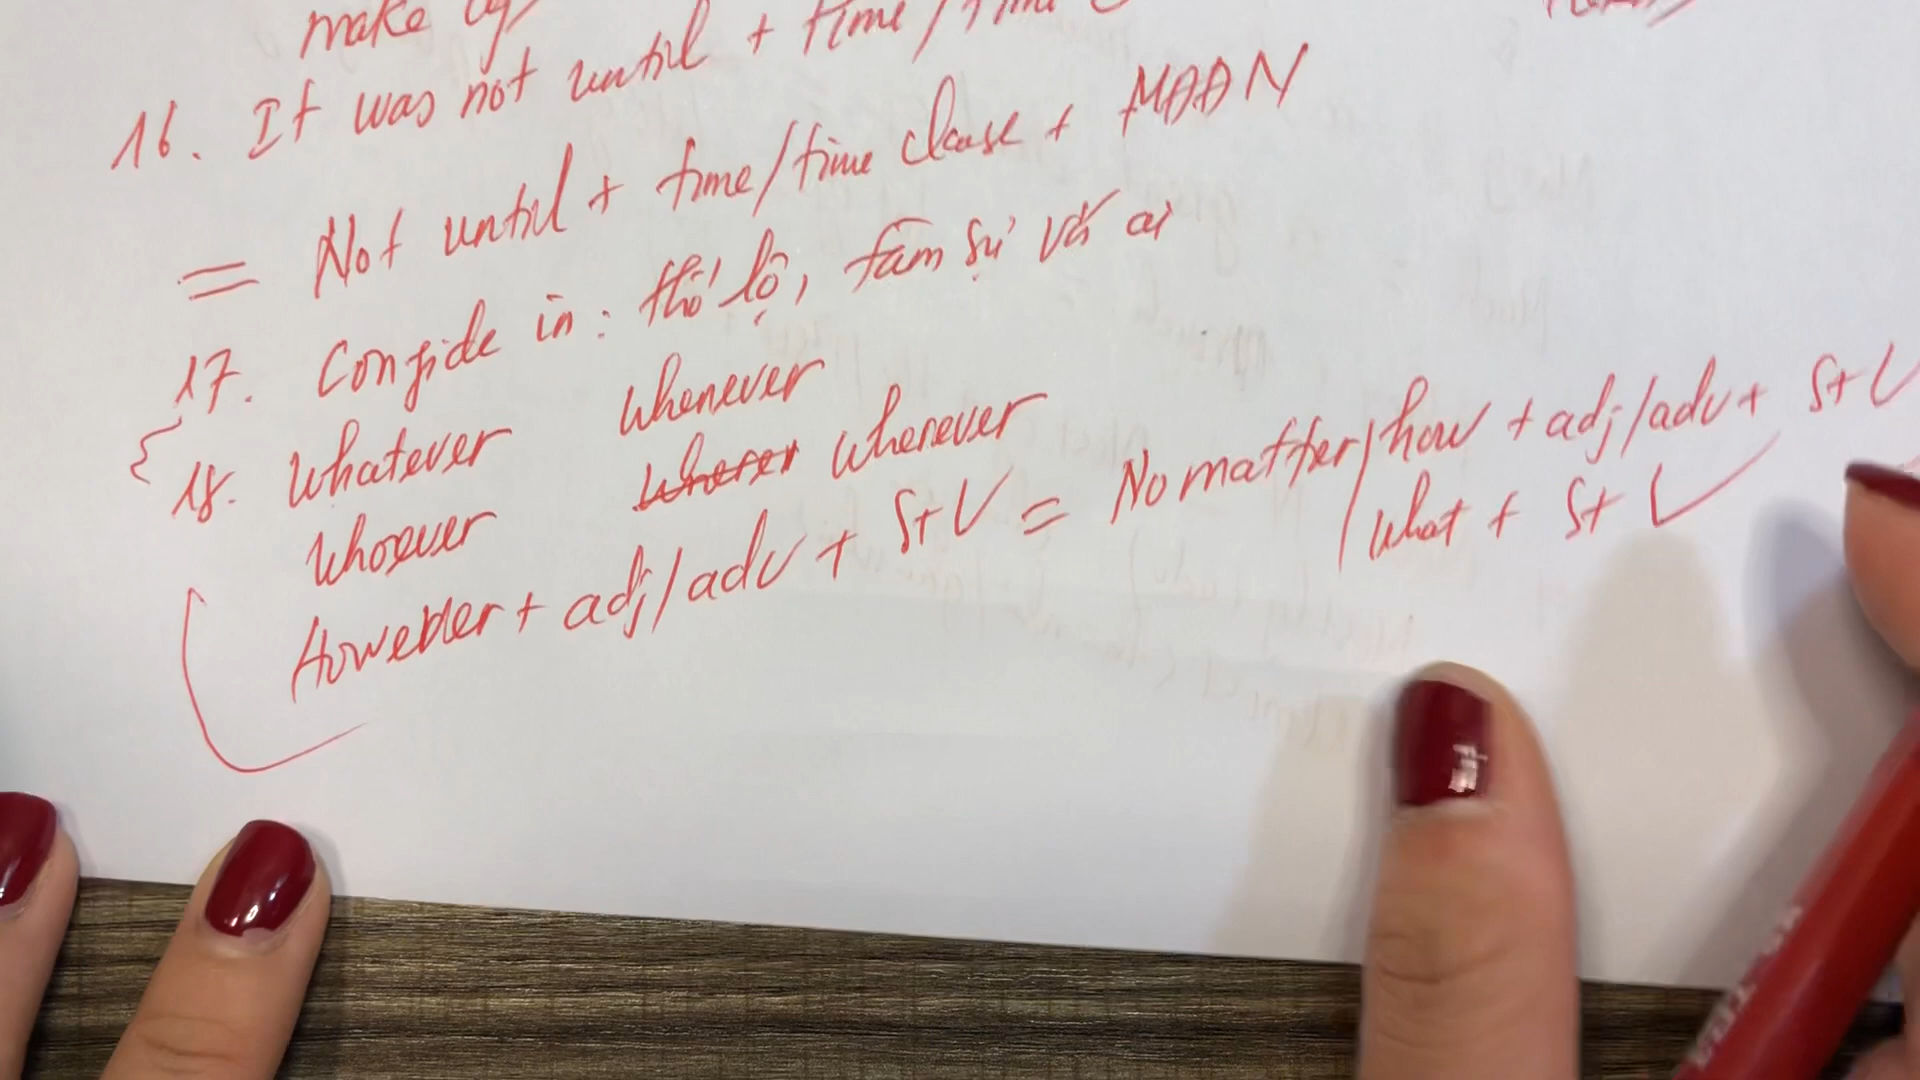 make
16. It was not until + time/time
= Not until + time/time clause + MĐĐN
17. Confide in: thổ lộ, tâm sự với ai
18. Whatever Whenever
Whoever Wherever
However + adj/adv + S+V = No matter how + adj/adv + S+V
what + S+V